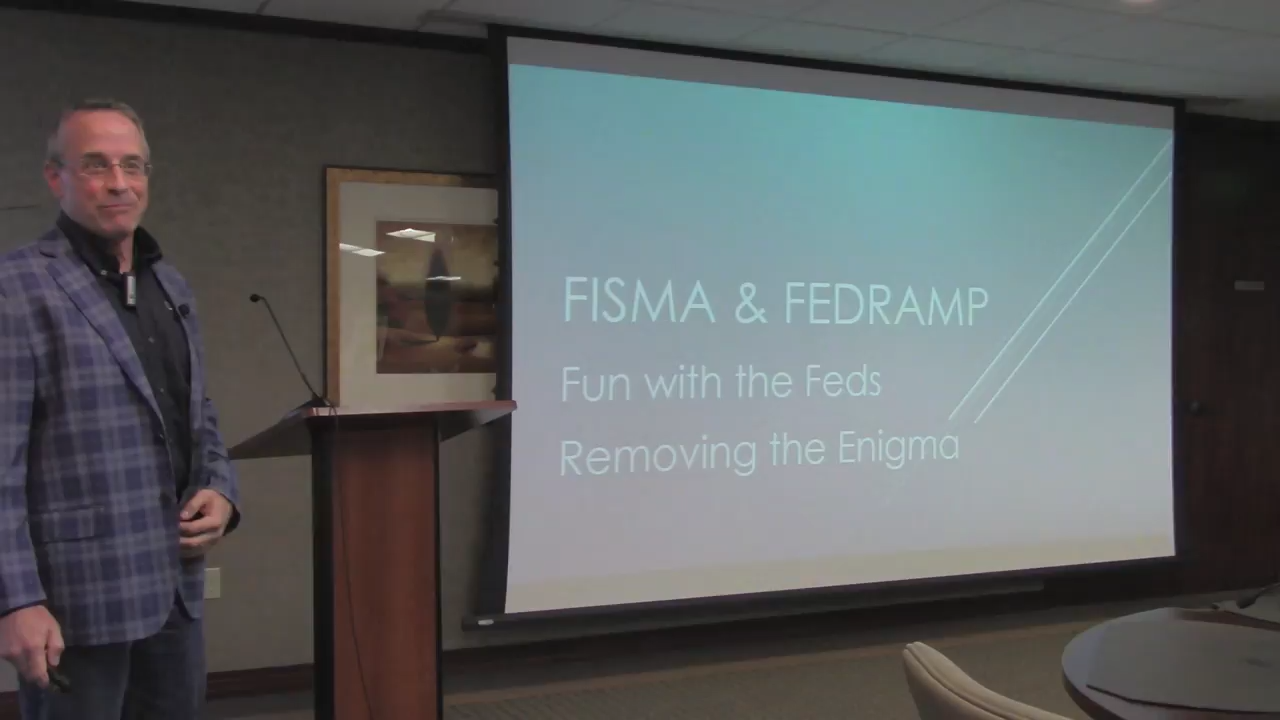 FISMA & FEDRAMP
Fun with the Feds
Removing the Enigma